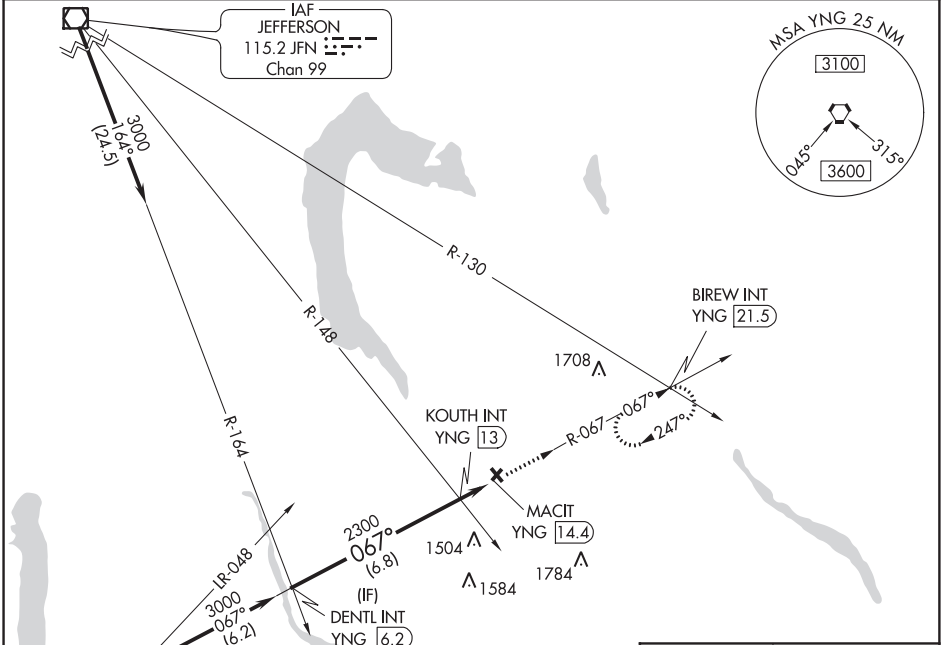 IAF
JEFFERSON
115.2 JFN
Chan 99
MSA YNG 25 NM
3100
045°
315°
3600
3000
164°
(24.5)
R-130
R-148
R-164
BIREW INT
YNG 21.5
1708
KOUTH INT
YNG 13
R-067
067°
247°
MACIT
YNG 14.4
2300
067°
(6.8)
1504
1584
1784
LR-048
3000
067°
(6.2)
(IF)
DENTL INT
YNG 6.2